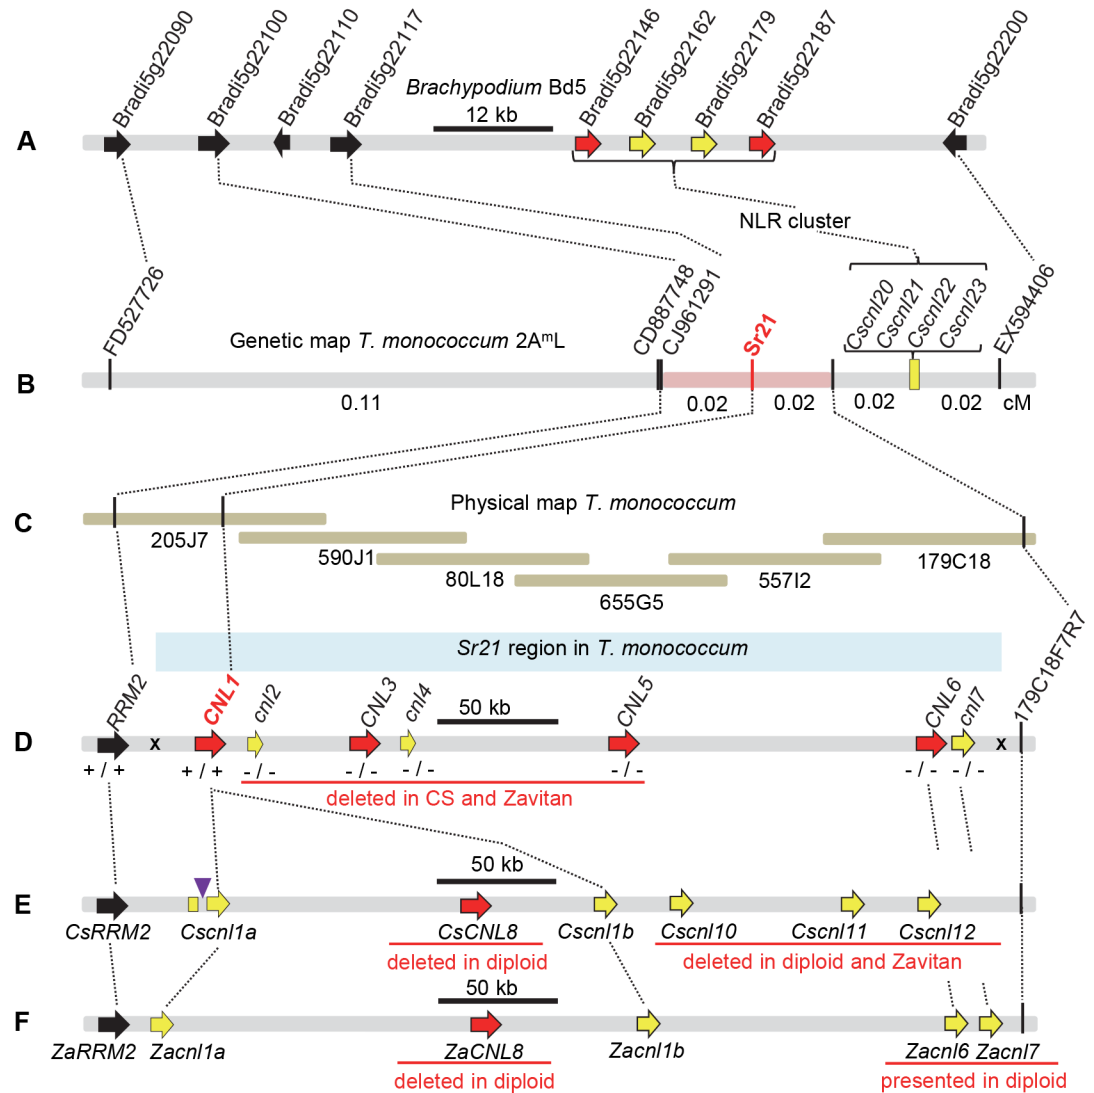 Bradi5g22090
Bradi5g22100
Bradi5g22110
Bradi5g22117
Brachypodium Bd5
12 kb
Bradi5g22146
Bradi5g22162
Bradi5g22179
Bradi5g22187
Bradi5g22200
A
NLR cluster
FD527726
Genetic map T. monococcum 2AᵐL
CD887748
CJ961291
Sr21
Cscnl20
Cscnl21
Cscnl22
Cscnl23
EX594406
B
0.11
0.02
0.02
0.02
0.02
cM
Physical map T. monococcum
C
205J7
590J1
80L18
655G5
557I2
179C18
Sr21 region in T. monococcum
179C18F7R7
RRM2
CNL1
cnl2
CNL3
cnl4
50 kb
CNL5
CNL6
cnl7
D
x
x
+ / +
+ / +
- / -
- / -
- / -
- / -
- / -
- / -
deleted in CS and Zavitan
50 kb
E
CsRRM2
Cscnl1a
CsCNL8
Cscnl1b
Cscnl10
Cscnl11
Cscnl12
deleted in diploid
deleted in diploid and Zavitan
50 kb
F
ZaRRM2
Zacnl1a
ZaCNL8
Zacnl1b
Zacnl6
Zacnl7
deleted in diploid
presented in diploid